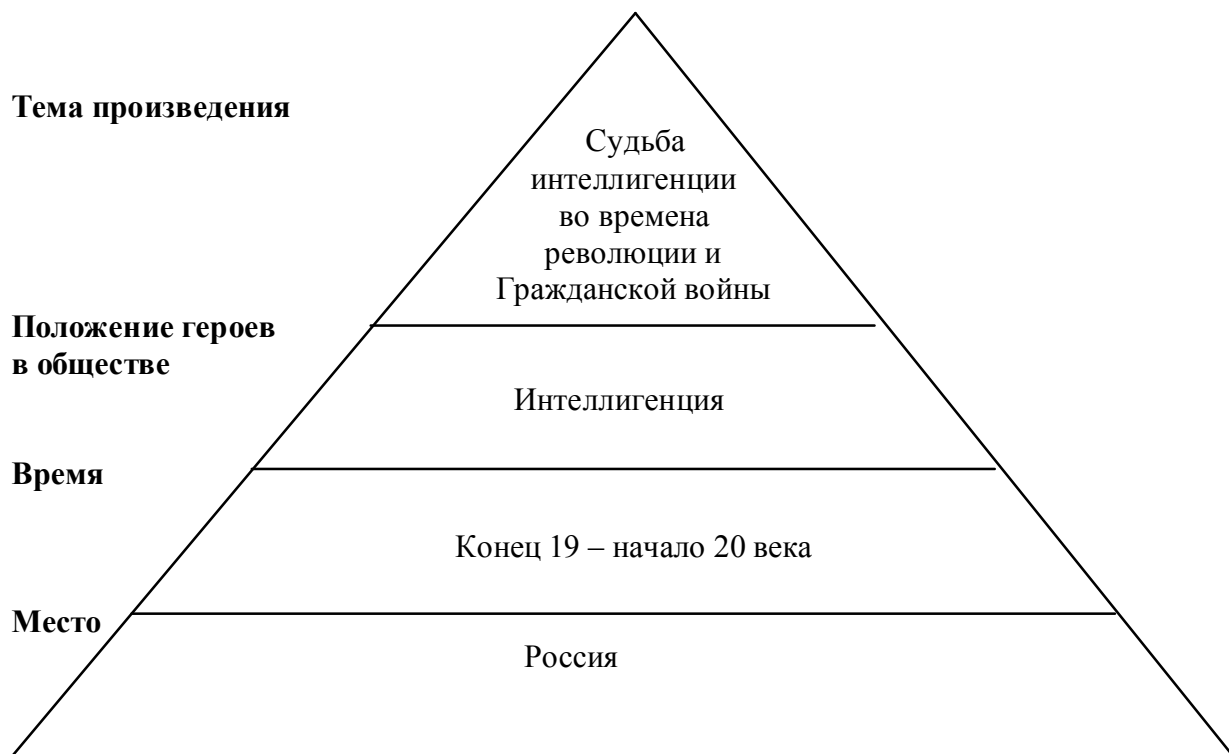 Тема произведения
Судьба
интеллигенции
во времена
революции и
Гражданской войны
Положение героев
в обществе
Интеллигенция
Время
Конец 19 – начало 20 века
Место
Россия